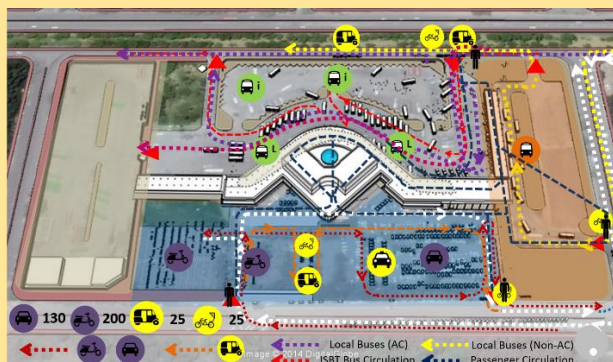 i
i
L
L
130 200 25 25
Local Buses (AC) Local Buses (Non-AC)
ISBT Bus Circulation Passenger Circulation
Image © 2014 DigitalGlobe